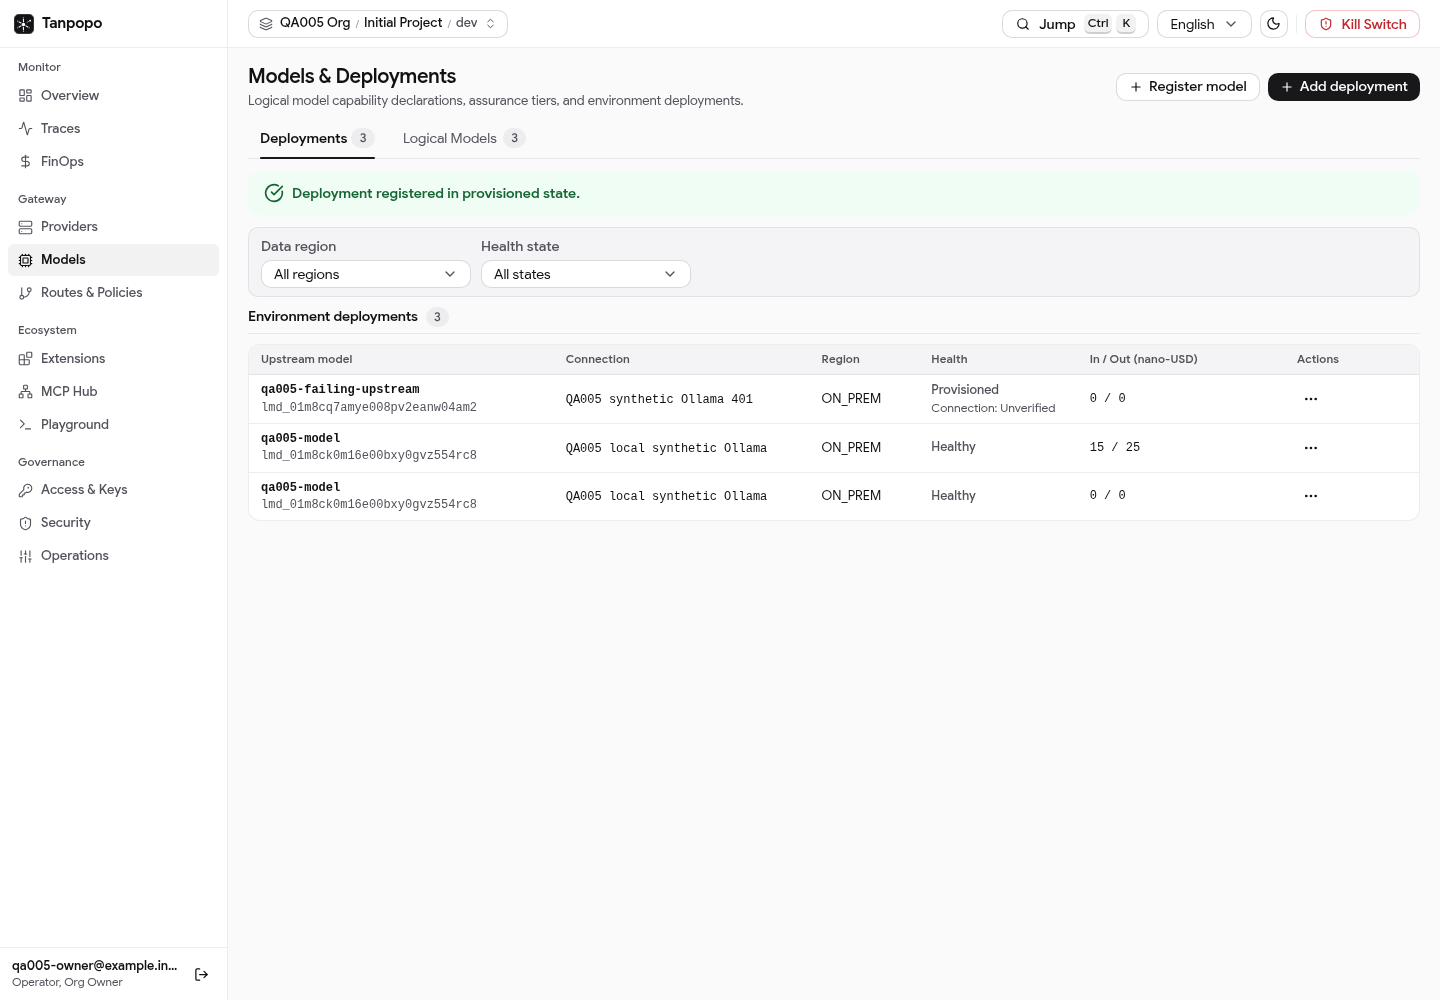 Tanpopo
QA005 Org / Initial Project / dev
Jump Ctrl K
English
Kill Switch
Monitor
Overview
Traces
FinOps
Gateway
Providers
Models
Routes & Policies
Ecosystem
Extensions
MCP Hub
Playground
Governance
Access & Keys
Security
Operations
qa005-owner@example.in...
Operator, Org Owner
Models & Deployments
Logical model capability declarations, assurance tiers, and environment deployments.
Register model
Add deployment
Deployments 3
Logical Models 3
Deployment registered in provisioned state.
Data region
All regions
Health state
All states
Environment deployments 3
Upstream model Connection Region Health In / Out (nano-USD) Actions
qa005-failing-upstream
lmd_01m8cq7amye008pv2eanw04am2
QA005 synthetic Ollama 401
ON_PREM
Provisioned
Connection: Unverified
0 / 0
qa005-model
lmd_01m8ck0m16e00bxy0gvz554rc8
QA005 local synthetic Ollama
ON_PREM
Healthy
15 / 25
qa005-model
lmd_01m8ck0m16e00bxy0gvz554rc8
QA005 local synthetic Ollama
ON_PREM
Healthy
0 / 0